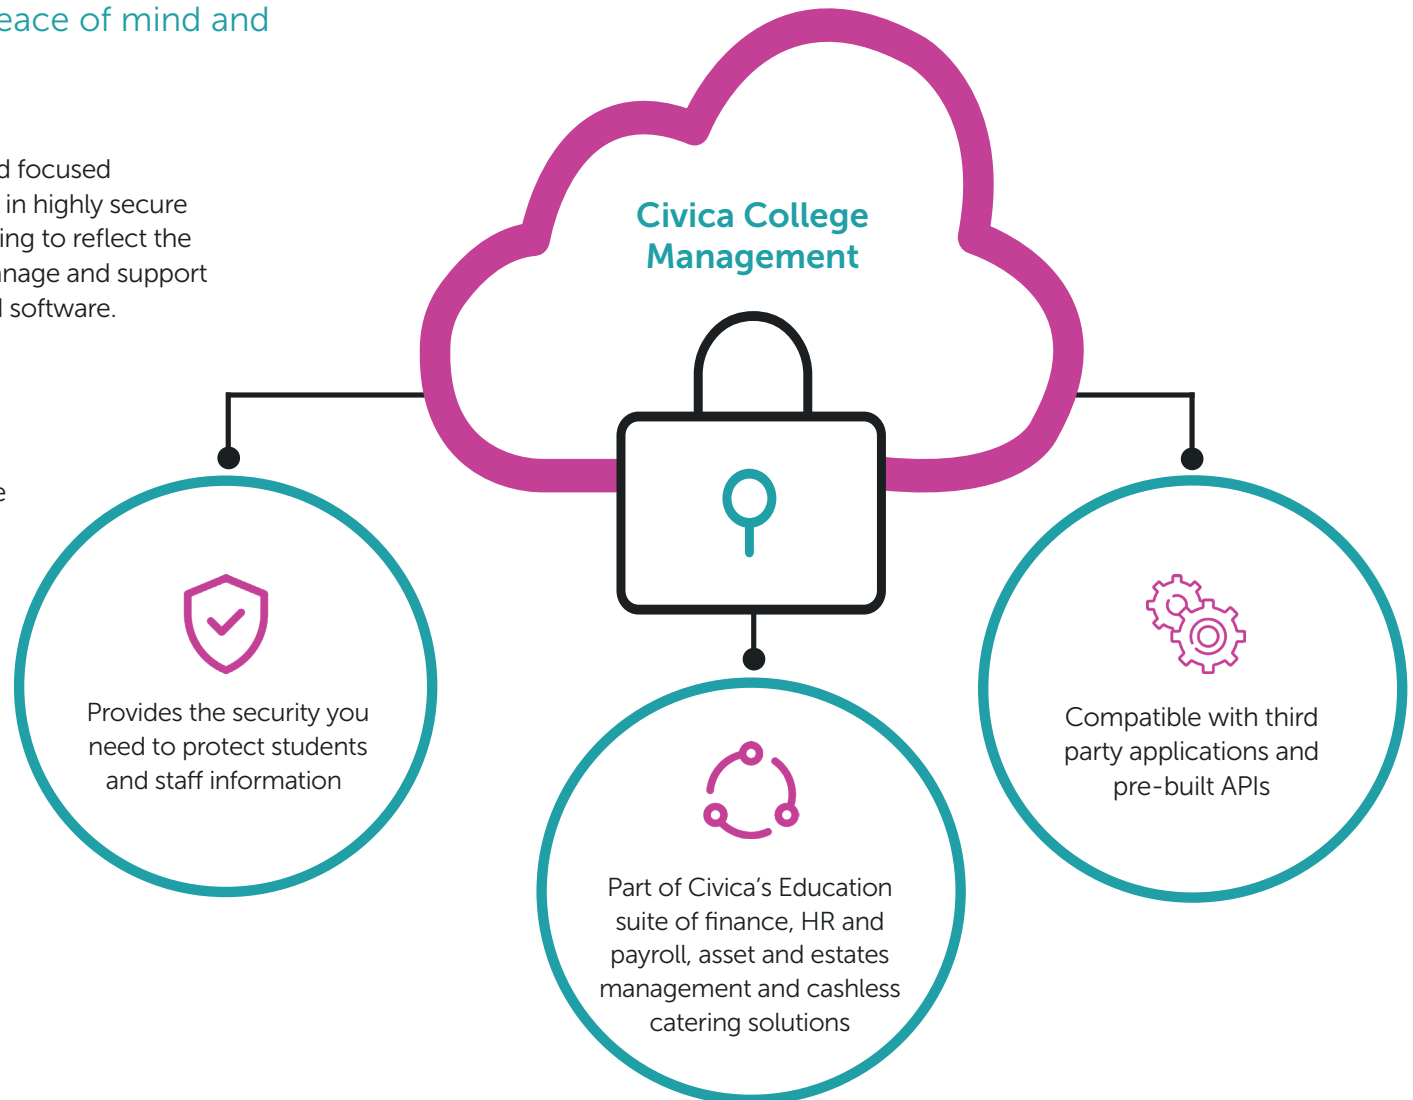 eace of mind and
d focused
in highly secure
ing to reflect the
anage and support
d software.
e
Civica College
Management
Provides the security you
need to protect students
and staff information
Part of Civica's Education
suite of finance, HR and
payroll, asset and estates
management and cashless
catering solutions
Compatible with third
party applications and
pre-built APIs